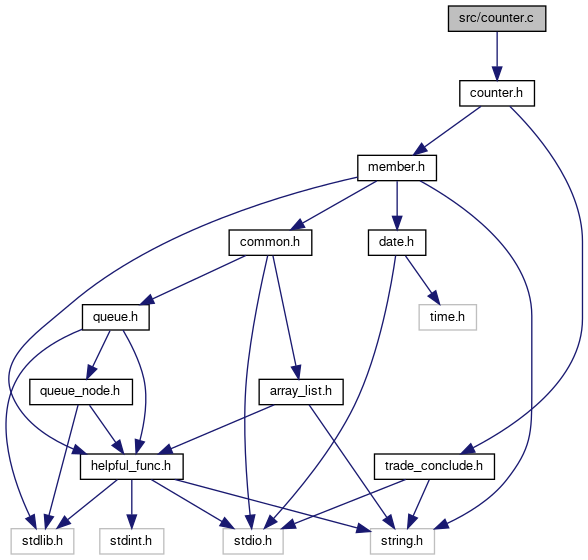 src/counter.c
counter.h
member.h
common.h
date.h
queue.h
time.h
queue_node.h
array_list.h
helpful_func.h
trade_conclude.h
stdlib.h
stdint.h
stdio.h
string.h